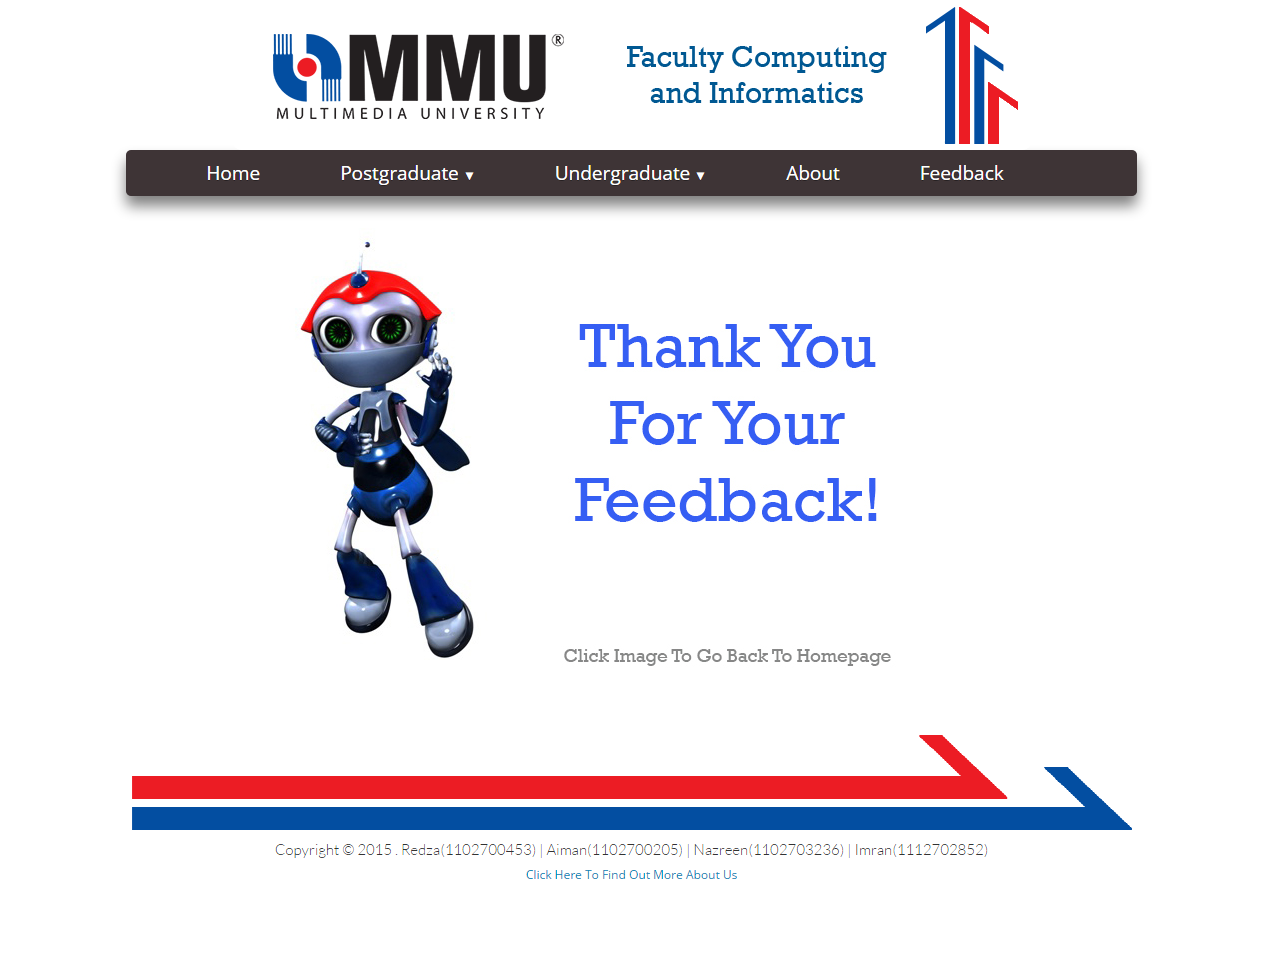 MMU®
MULTIMEDIA UNIVERSITY
Faculty Computing
and Informatics
Home Postgraduate ▼ Undergraduate ▼ About Feedback
Thank You
For Your
Feedback!
Click Image To Go Back To Homepage
Copyright © 2015 . Redza(1102700453) | Aiman(1102700205) | Nazreen(1102703236) | Imran(1112702852)
Click Here To Find Out More About Us